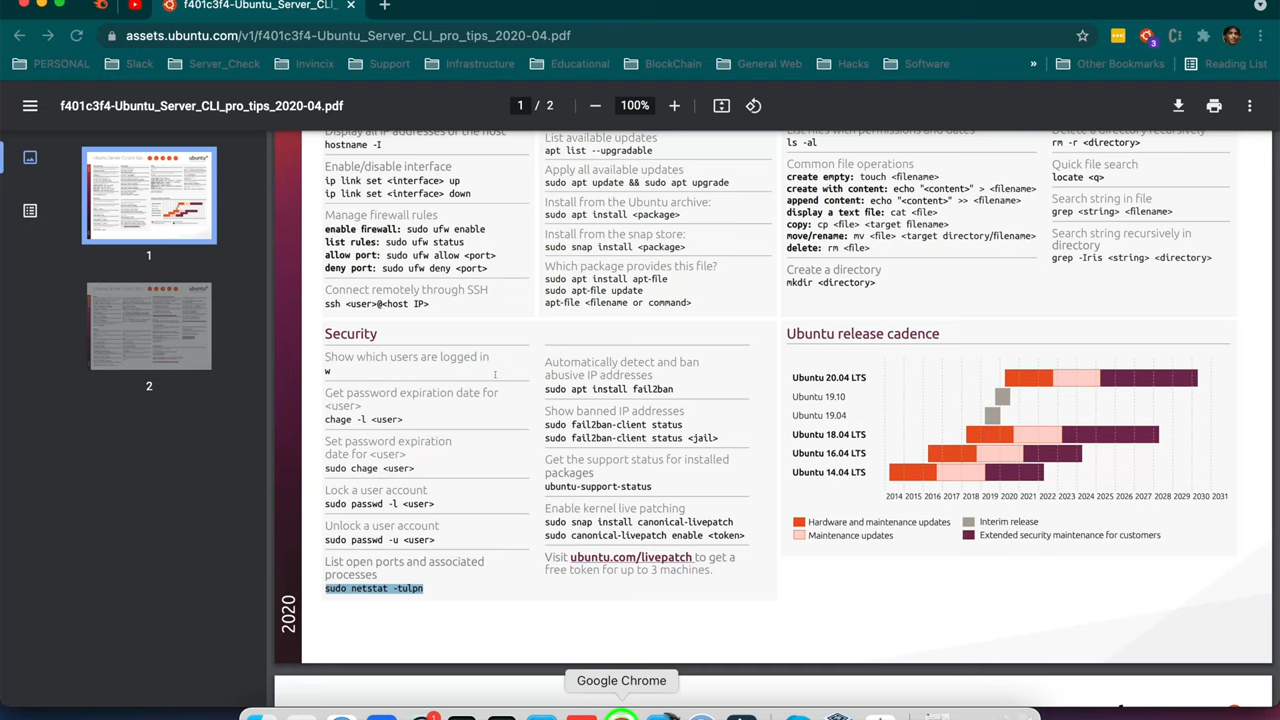 f401c3f4-Ubuntu_Server_CLI_
assets.ubuntu.com/v1/f401c3f4-Ubuntu_Server_CLI_pro_tips_2020-04.pdf
3
PERSONAL
Slack
Server_Check
Invincix
Support
Infrastructure
Educational
BlockChain
General Web
Hacks
Software
»
Other Bookmarks
Reading List
f401c3f4-Ubuntu_Server_CLI_pro_tips_2020-04.pdf
1 / 2
100%
1
2
Display all IP addresses of the host
hostname -I
Enable/disable interface
ip link set <interface> up
ip link set <interface> down
Manage firewall rules
enable firewall: sudo ufw enable
list rules: sudo ufw status
allow port: sudo ufw allow <port>
deny port: sudo ufw deny <port>
Connect remotely through SSH
ssh <user>@<host IP>
List available updates
apt list --upgradable
Apply all available updates
sudo apt update && sudo apt upgrade
Install from the Ubuntu archive:
sudo apt install <package>
Install from the snap store:
sudo snap install <package>
Which package provides this file?
sudo apt install apt-file
sudo apt-file update
apt-file <filename or command>
List files with permissions and dates
ls -al
Common file operations
create empty: touch <filename>
create with content: echo "<content" > <filename>
append content: echo "<content" >> <filename>
display a text file: cat <file>
copy: cp <file> <target filename>
move/rename: mv <file> <target directory/filename>
delete: rm <file>
Create a directory
mkdir <directory>
Delete a directory recursively
rm -r <directory>
Quick file search
locate <q>
Search string in file
grep <string> <filename>
Search string recursively in
directory
grep -Iris <string> <directory>
Security
Show which users are logged in
w
Get password expiration date for
<user>
chage -l <user>
Set password expiration
date for <user>
sudo chage <user>
Lock a user account
sudo passwd -l <user>
Unlock a user account
sudo passwd -u <user>
List open ports and associated
processes
sudo netstat -tulpn
Automatically detect and ban
abusive IP addresses
sudo apt install fail2ban
Show banned IP addresses
sudo fail2ban-client status
sudo fail2ban-client status <jail>
Get the support status for installed
packages
ubuntu-support-status
Enable kernel live patching
sudo snap install canonical-livepatch
sudo canonical-livepatch enable <token>
Visit ubuntu.com/livepatch to get a
free token for up to 3 machines.
Ubuntu release cadence
Ubuntu 20.04 LTS
Ubuntu 19.10
Ubuntu 19.04
Ubuntu 18.04 LTS
Ubuntu 16.04 LTS
Ubuntu 14.04 LTS
2014 2015 2016 2017 2018 2019 2020 2021 2022 2023 2024 2025 2026 2027 2028 2029 2030 2031
Hardware and maintenance updates
Interim release
Maintenance updates
Extended security maintenance for customers
2020
Google Chrome
1